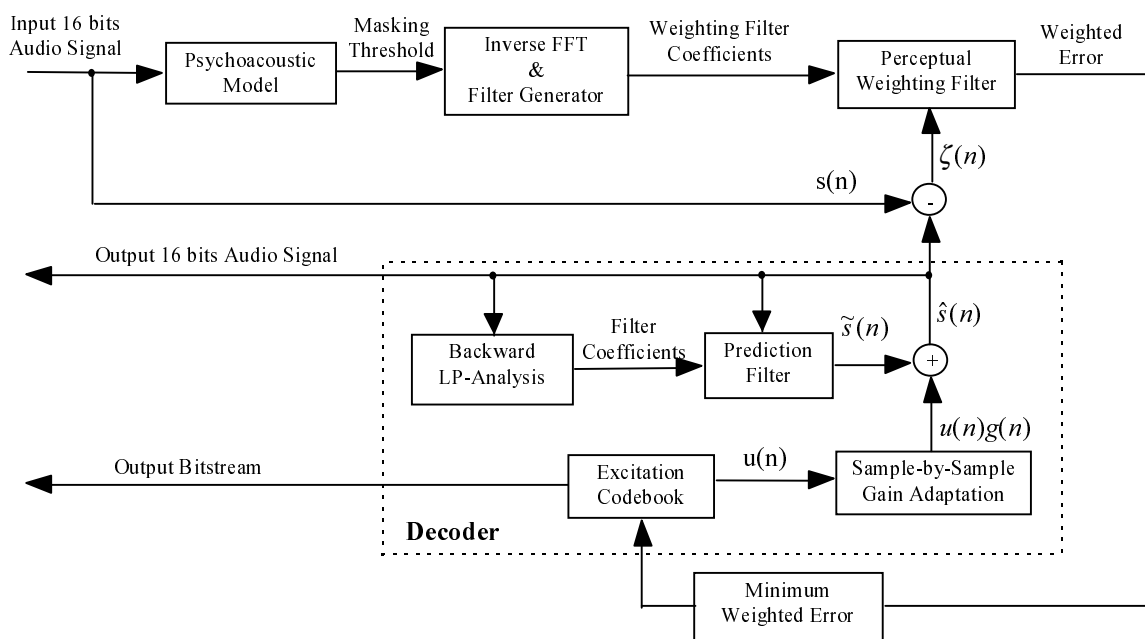 Input 16 bits
Audio Signal
Psychoacoustic
Model
Masking
Threshold
Inverse FFT
&
Filter Generator
Weighting Filter
Coefficients
Perceptual
Weighting Filter
Weighted
Error
ζ(n)
s(n)
-
Output 16 bits Audio Signal
ŝ(n)
Backward
LP-Analysis
Filter
Coefficients
Prediction
Filter
s̃(n)
+
u(n)g(n)
Output Bitstream
Excitation
Codebook
u(n)
Sample-by-Sample
Gain Adaptation
Decoder
Minimum
Weighted Error